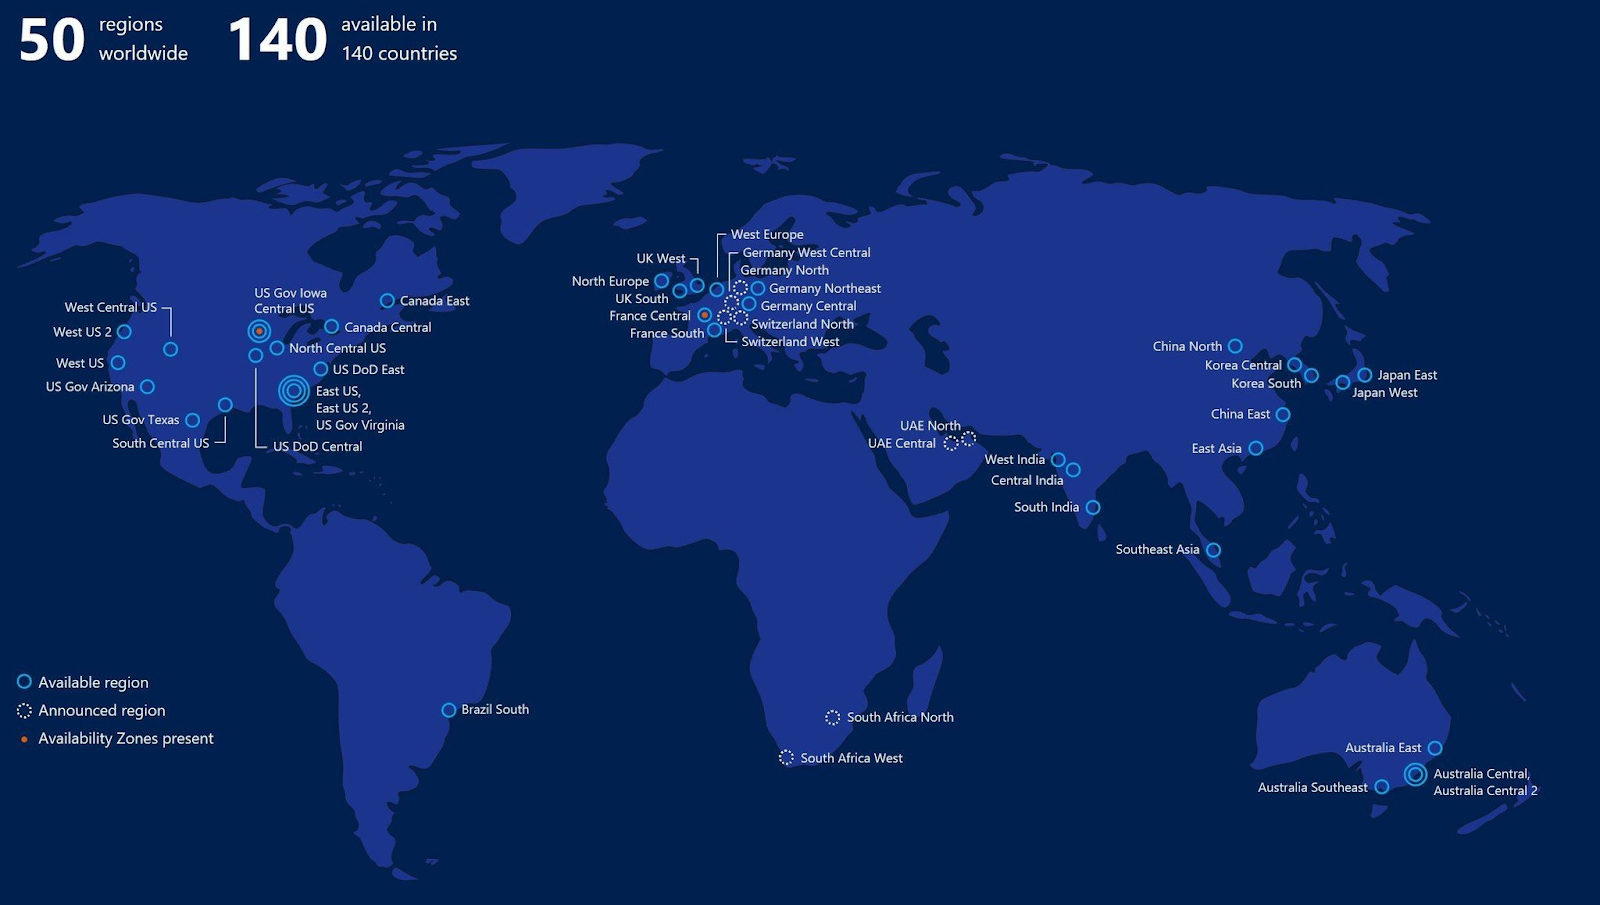 50 regions worldwide
140 available in 140 countries
West Europe
Germany West Central
UK West
Germany North
North Europe
Germany Northeast
UK South
Germany Central
France Central
Switzerland North
France South
Switzerland West
US Gov Iowa
Central US
Canada East
West Central US
Canada Central
West US 2
North Central US
West US
US DoD East
US Gov Arizona
East US,
East US 2,
US Gov Virginia
US Gov Texas
South Central US
US DoD Central
China North
Korea Central
Korea South
Japan East
Japan West
China East
East Asia
UAE North
UAE Central
West India
Central India
South India
Southeast Asia
Available region
Announced region
Availability Zones present
Brazil South
South Africa North
South Africa West
Australia East
Australia Central,
Australia Central 2
Australia Southeast